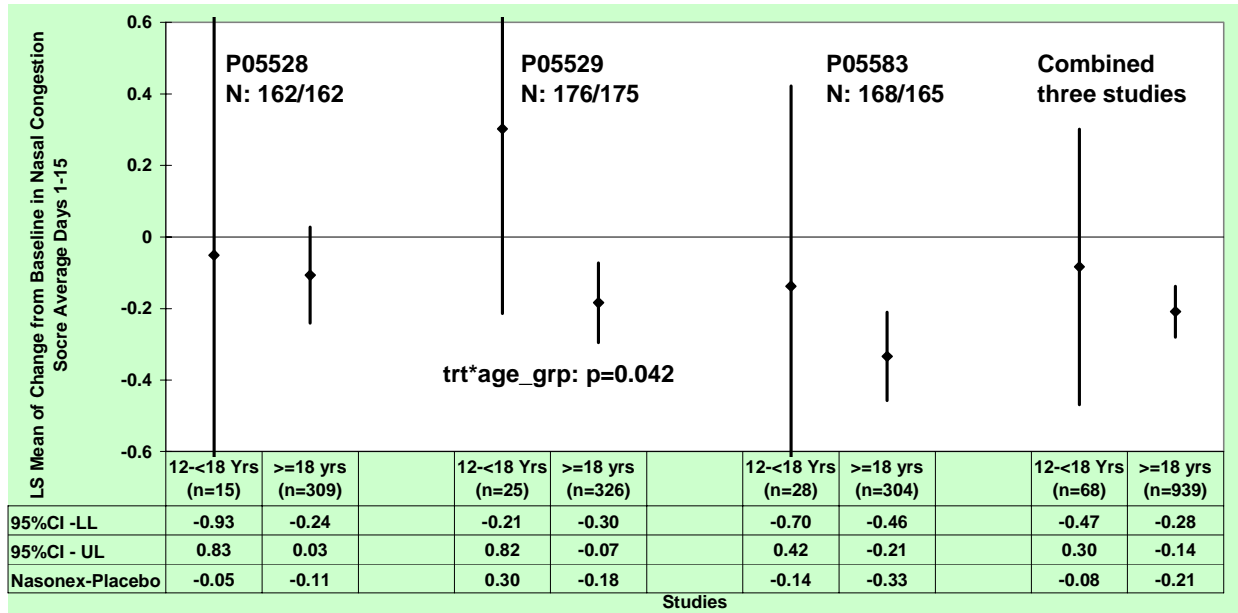 LS Mean of Change from Baseline in Nasal Congestion
Socre Average Days 1-15
0.6
0.4
0.2
0
-0.2
-0.4
-0.6
P05528
N: 162/162
P05529
N: 176/175
P05583
N: 168/165
Combined
three studies
trt*age_grp: p=0.042
12-<18 Yrs >=18 yrs 12-<18 Yrs >=18 yrs 12-<18 Yrs >=18 yrs 12-<18 Yrs >=18 yrs
(n=15) (n=309) (n=25) (n=326) (n=28) (n=304) (n=68) (n=939)
95%CI -LL -0.93 -0.24 -0.21 -0.30 -0.70 -0.46 -0.47 -0.28
95%CI - UL 0.83 0.03 0.82 -0.07 0.42 -0.21 0.30 -0.14
Nasonex-Placebo -0.05 -0.11 0.30 -0.18 -0.14 -0.33 -0.08 -0.21
Studies